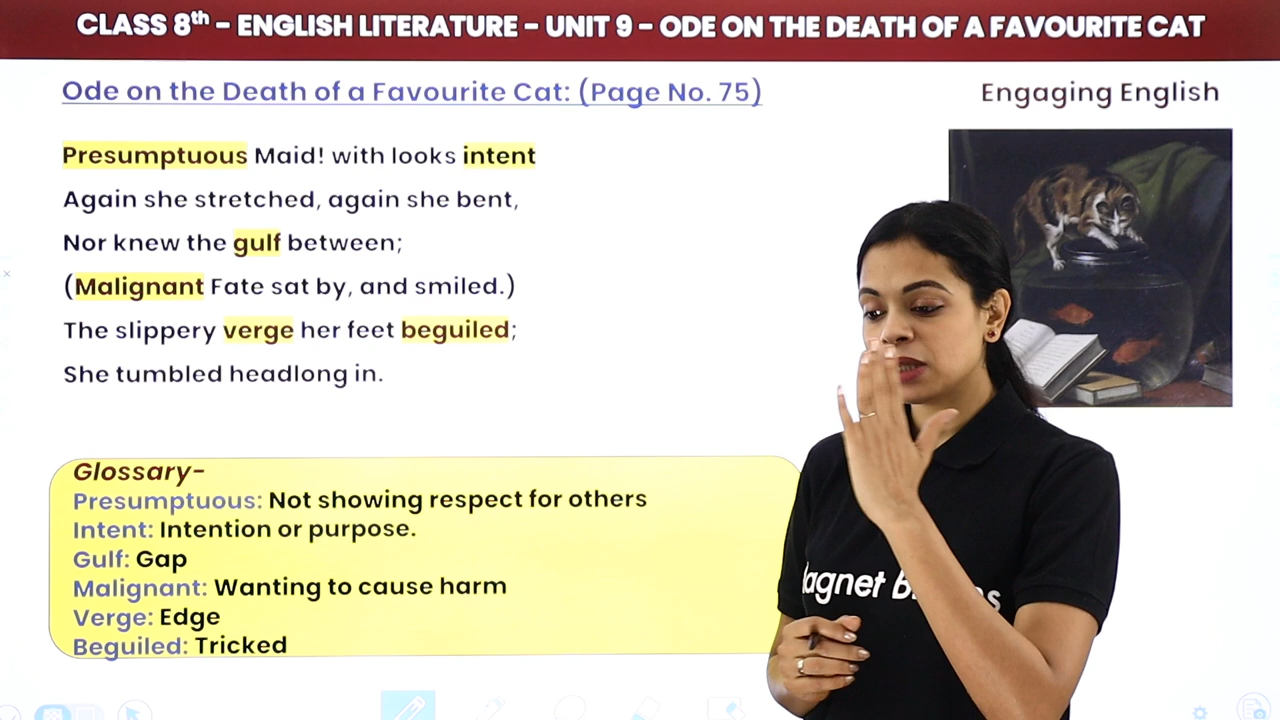 CLASS 8th – ENGLISH LITERATURE – UNIT 9 – ODE ON THE DEATH OF A FAVOURITE CAT
Ode on the Death of a Favourite Cat: (Page No. 75)
Engaging English
Presumptuous Maid! with looks intent
Again she stretched, again she bent,
Nor knew the gulf between;
(Malignant Fate sat by, and smiled.)
The slippery verge her feet beguiled;
She tumbled headlong in.
Glossary-
Presumptuous: Not showing respect for others
Intent: Intention or purpose.
Gulf: Gap
Malignant: Wanting to cause harm
Verge: Edge
Beguiled: Tricked